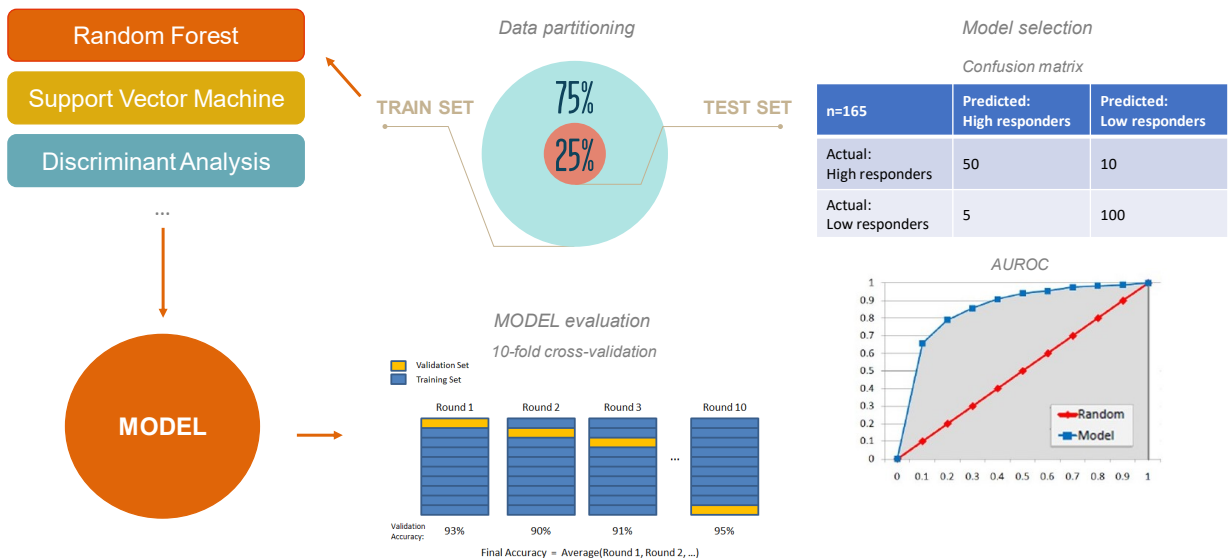 Random Forest
Support Vector Machine
Discriminant Analysis
...
MODEL
Data partitioning
TRAIN SET
75%
25%
TEST SET
MODEL evaluation
10-fold cross-validation
Validation Set
Training Set
Round 1 Round 2 Round 3 Round 10
...
Validation
Accuracy: 93% 90% 91% 95%
Final Accuracy = Average(Round 1, Round 2, ...)
Model selection
Confusion matrix
n=165
Predicted:
High responders
Predicted:
Low responders
Actual:
High responders
50
10
Actual:
Low responders
5
100
AUROC
1
0.9
0.8
0.7
0.6
0.5
0.4
0.3
0.2
0.1
0
Random
Model
0 0.1 0.2 0.3 0.4 0.5 0.6 0.7 0.8 0.9 1